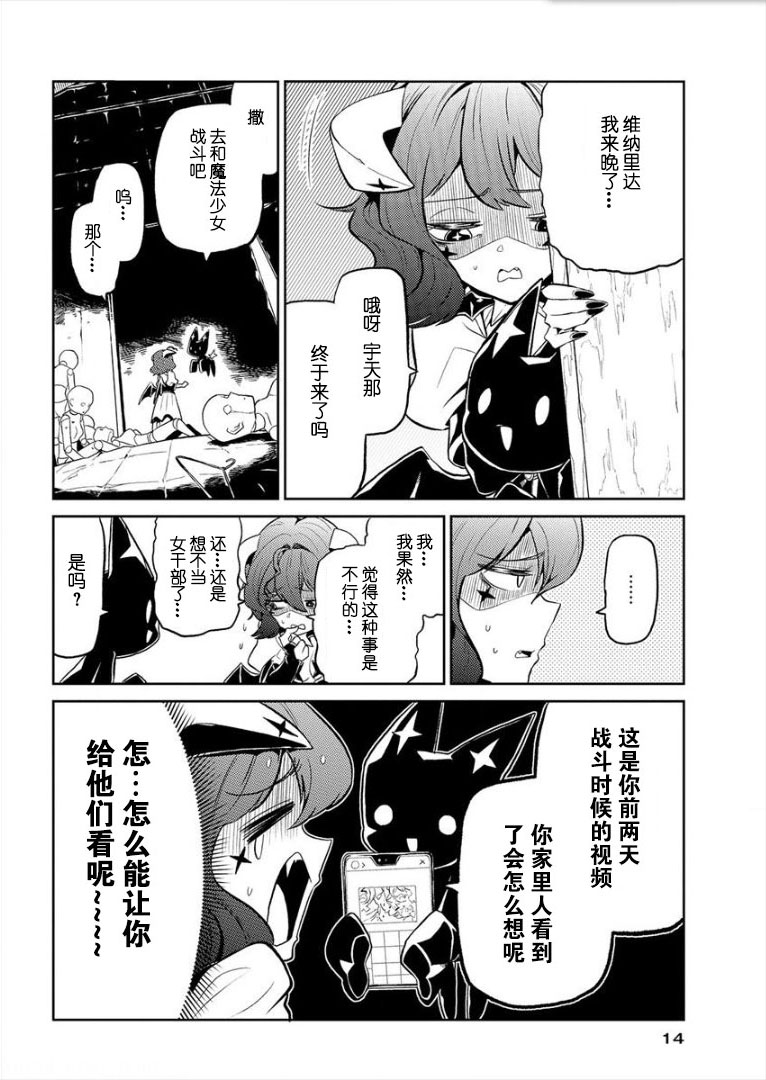 维纳里达
我来晚了…
哦呀 宇天那
终于来了吗
撒
去和魔法少女
战斗吧
呜…
那个…
…
我…
我果然…
觉得这种事是
不行的…
还…还是
想不当
女干部了…
是吗？
这是你前两天
战斗时候的视频
你家里人看到
了会怎么想呢
怎…怎么能让你
给他们看呢~~~~
14